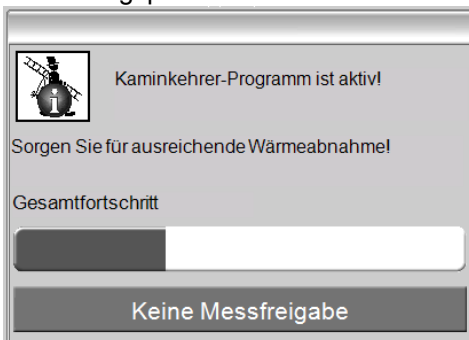 Kaminkehrer-Programm ist aktiv!
Sorgen Sie für ausreichende Wärmeabnahme!
Gesamtfortschritt
Keine Messfreigabe